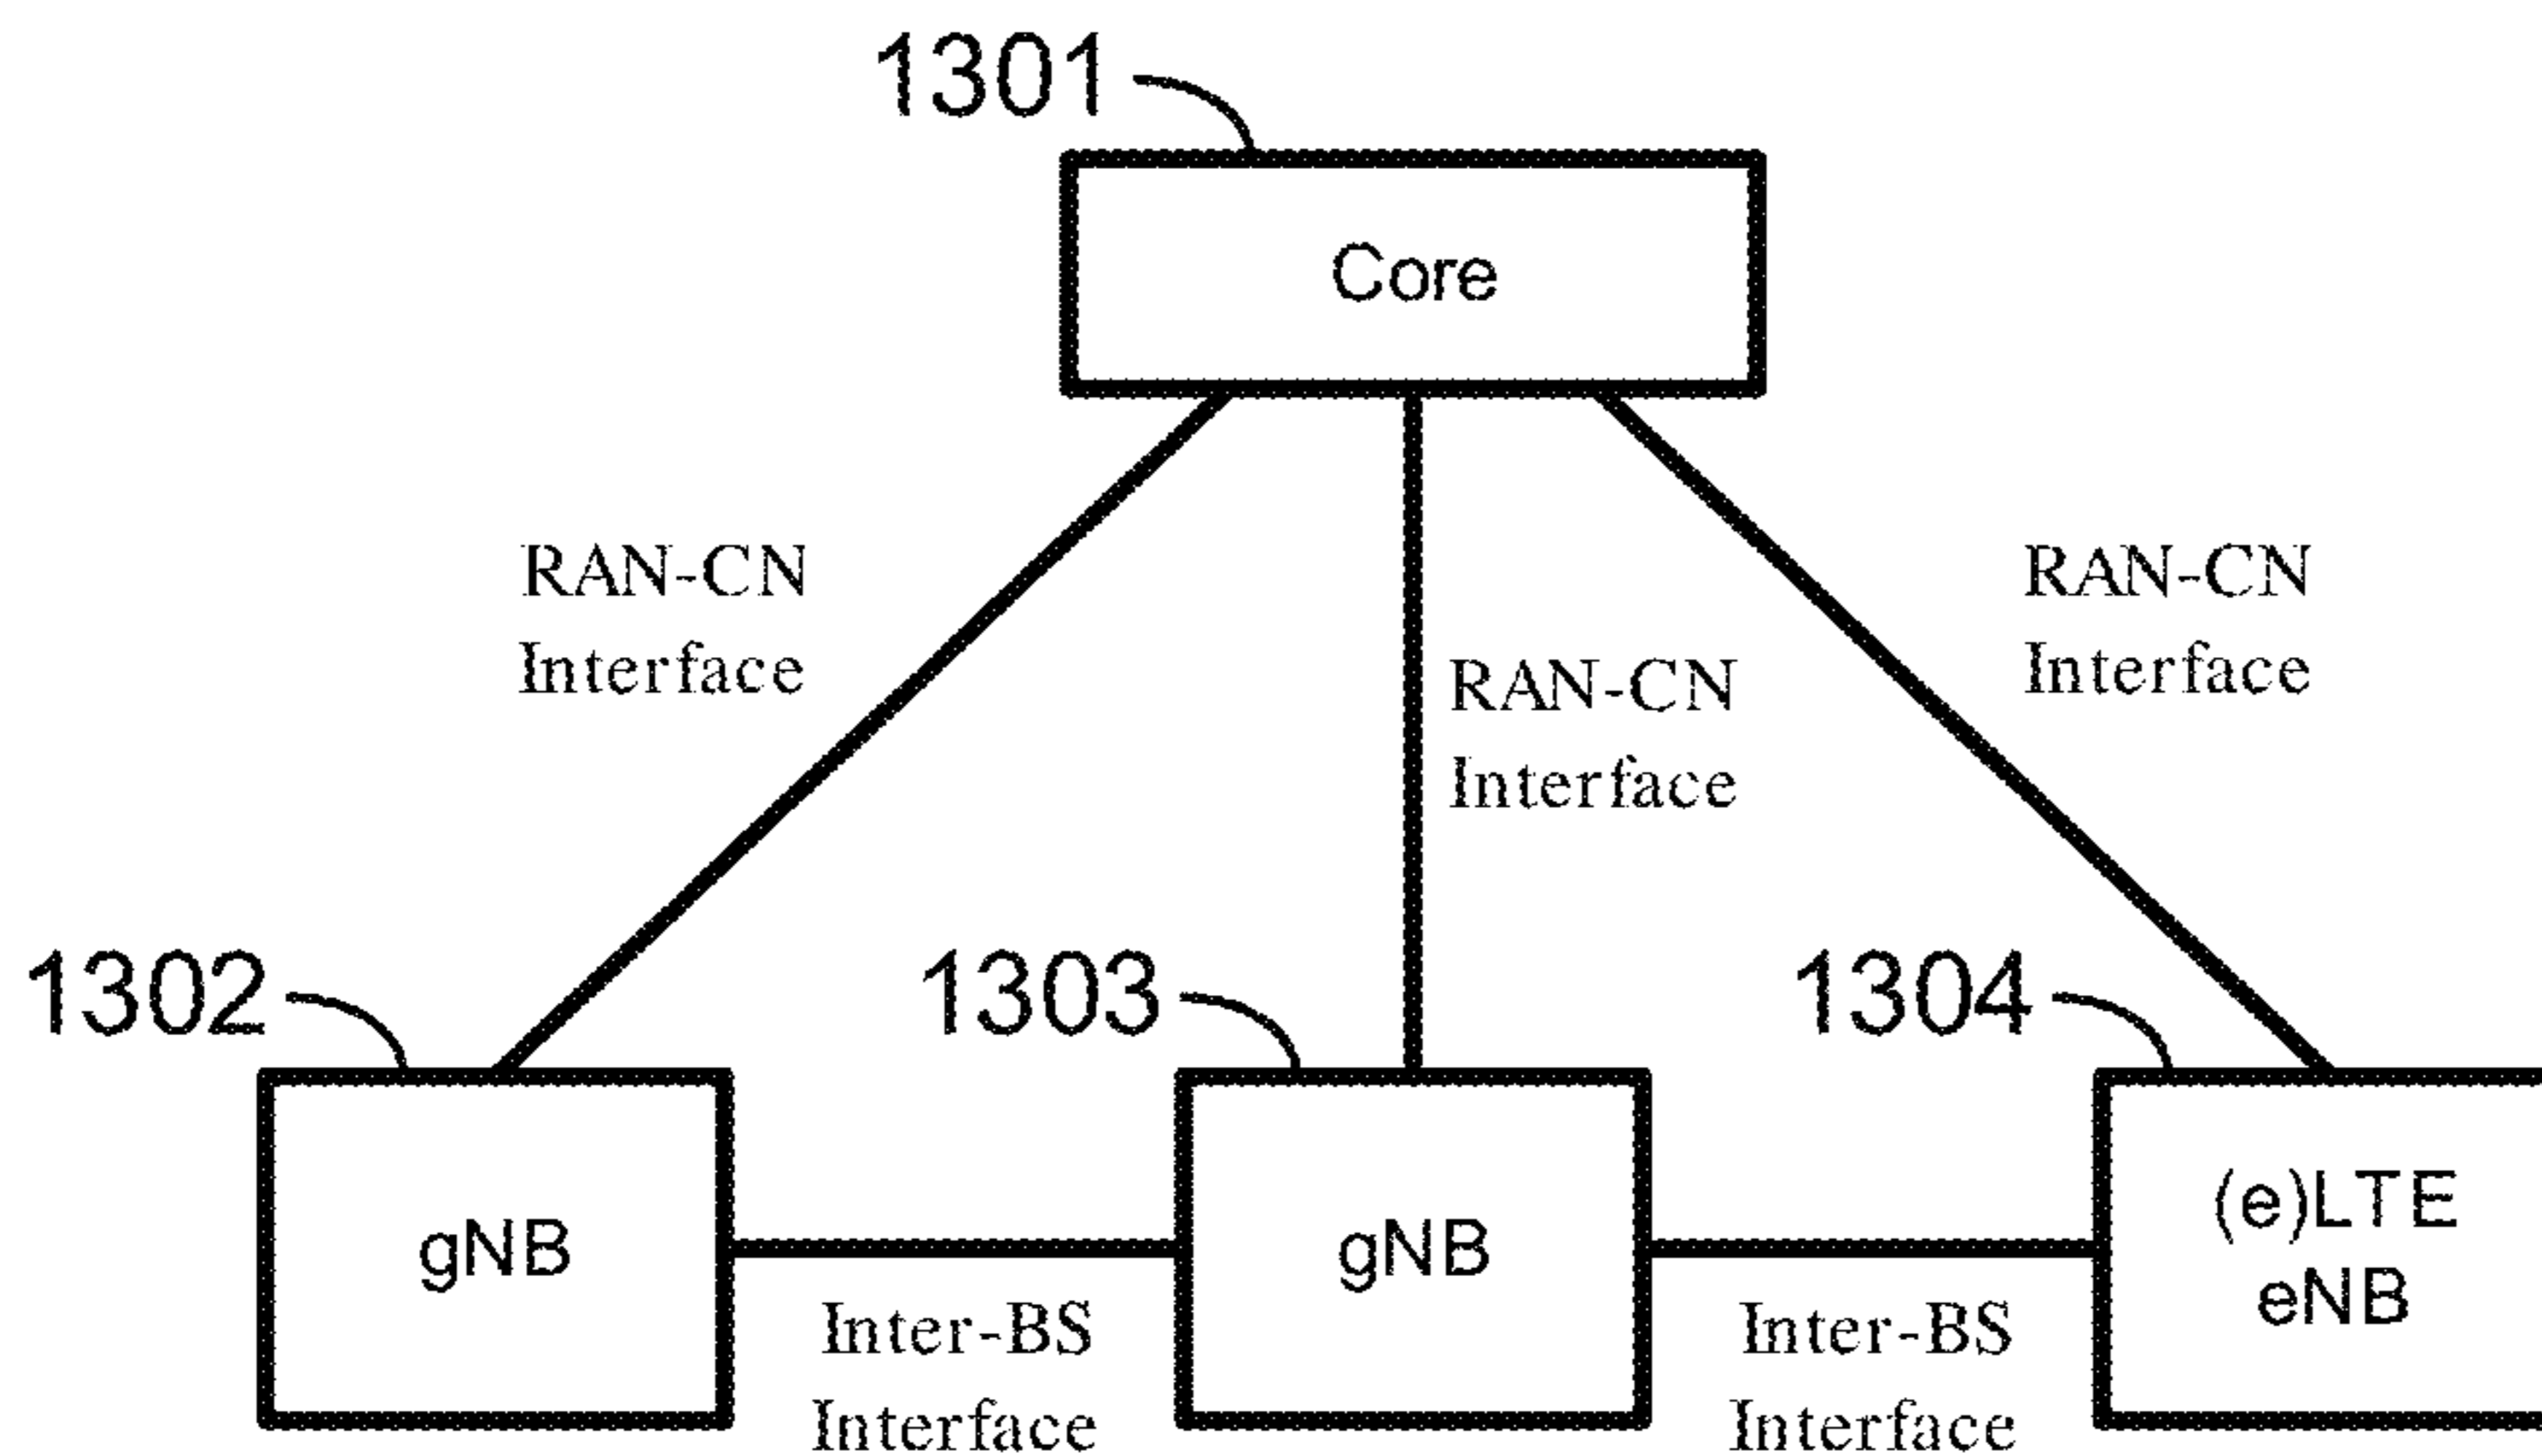 1301
Core
RAN-CN
Interface
RAN-CN
Interface
RAN-CN
Interface
1302
1303
1304
gNB
gNB
(e)LTE
eNB
Inter-BS
Interface
Inter-BS
Interface